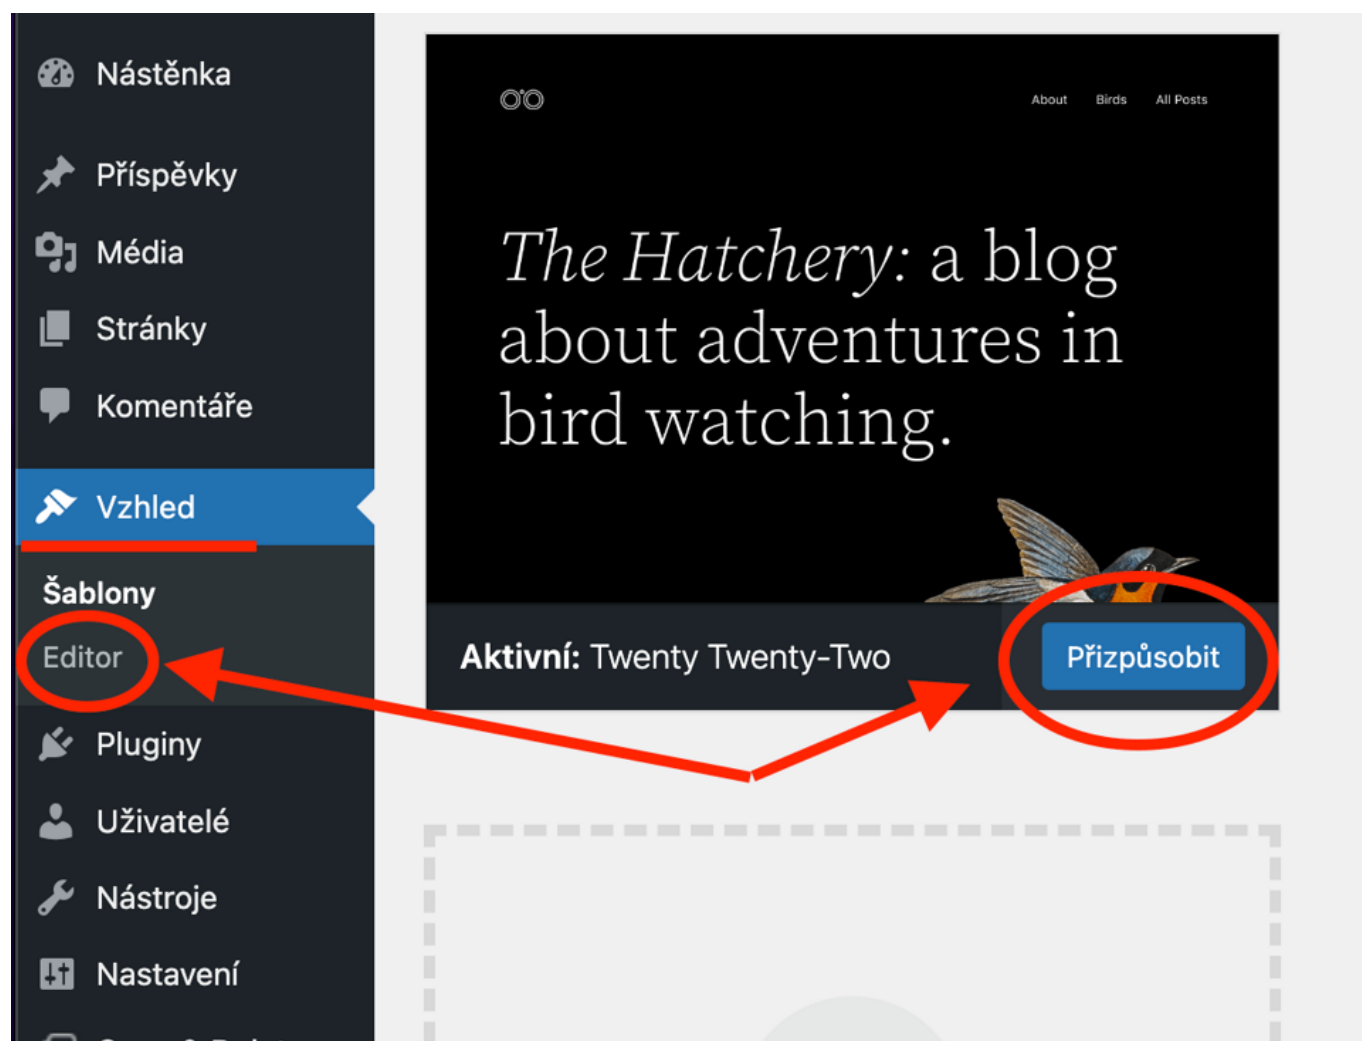 Nástěnka
Příspěvky
Média
Stránky
Komentáře
Vzhled
Šablony
Editor
Pluginy
Uživatelé
Nástroje
Nastavení
About Birds All Posts
The Hatchery: a blog
about adventures in
bird watching.
Aktivní: Twenty Twenty-Two
Přizpůsobit